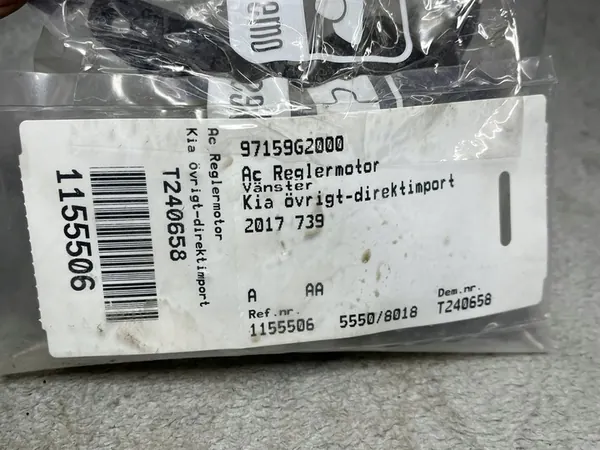 ermo
1155506
T240658
Kia Övrigt-direktimport
Ac Reglermotor
97159G2000
Ac Reglermotor
Vänster
Kia övrigt-direktimport
2017 739
A AA
Ref.nr.
1155506 5550/8018
Dem.nr.
T240658